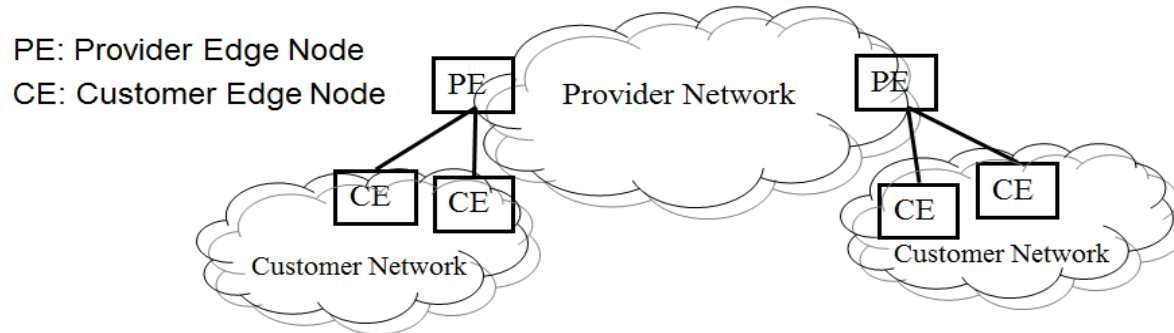 PE: Provider Edge Node
CE: Customer Edge Node
PE
Provider Network
PE
CE
CE
Customer Network
CE
CE
Customer Network